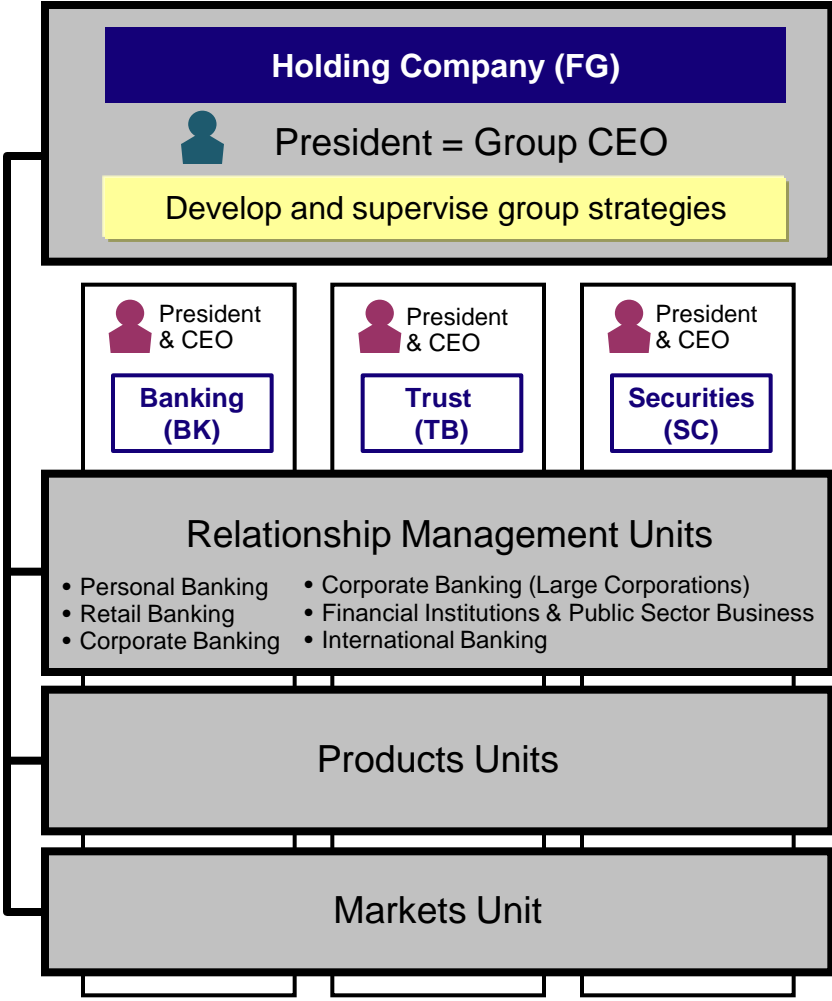 Holding Company (FG)
President = Group CEO
Develop and supervise group strategies
President
& CEO
Banking
(BK)
President
& CEO
Trust
(TB)
President
& CEO
Securities
(SC)
Relationship Management Units
• Personal Banking
• Retail Banking
• Corporate Banking
• Corporate Banking (Large Corporations)
• Financial Institutions & Public Sector Business
• International Banking
Products Units
Markets Unit